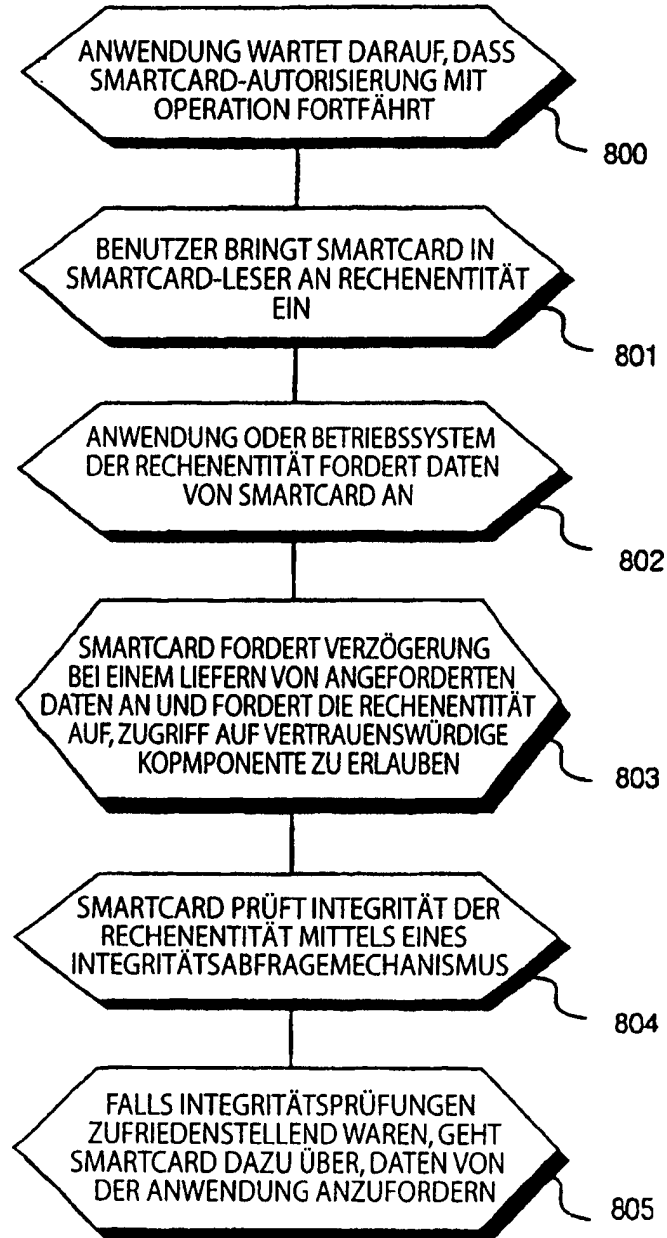 ANWENDUNG WARTET DARAUF, DASS
SMARTCARD-AUTORISIERUNG MIT
OPERATION FORTFÄHRT
800
BENUTZER BRINGT SMARTCARD IN
SMARTCARD-LESER AN RECHENENTITÄT
EIN
801
ANWENDUNG ODER BETRIEBSSYSTEM
DER RECHENENTITÄT FORDERT DATEN
VON SMARTCARD AN
802
SMARTCARD FORDERT VERZÖGERUNG
BEI EINEM LIEFERN VON ANGEFORDERTEN
DATEN AN UND FORDERT DIE RECHENENTITÄT
AUF, ZUGRIFF AUF VERTRAUENSWÜRDIGE
KOPMPONENTE ZU ERLAUBEN
803
SMARTCARD PRÜFT INTEGRITÄT DER
RECHENENTITÄT MITTELS EINES
INTEGRITÄTSABFRAGEMECHANISMUS
804
FALLS INTEGRITÄTSPRÜFUNGEN
ZUFRIEDENSTELLEND WAREN, GEHT
SMARTCARD DAZU ÜBER, DATEN VON
DER ANWENDUNG ANZUFORDERN
805